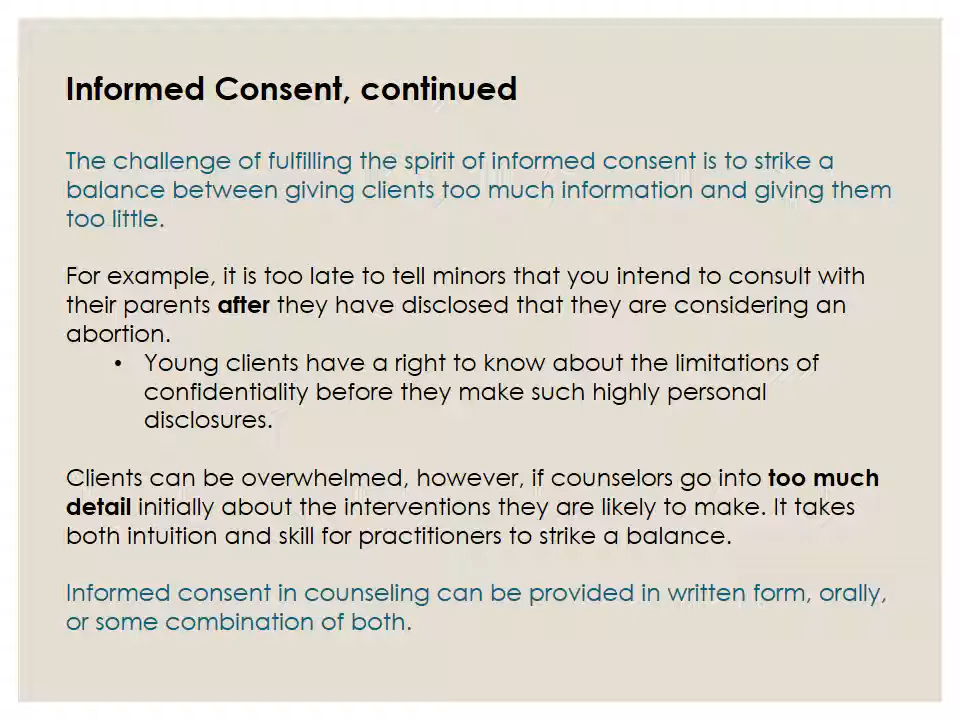 Informed Consent, continued
The challenge of fulfilling the spirit of informed consent is to strike a
balance between giving clients too much information and giving them
too little.
For example, it is too late to tell minors that you intend to consult with
their parents after they have disclosed that they are considering an
abortion.
• Young clients have a right to know about the limitations of
confidentiality before they make such highly personal
disclosures.
Clients can be overwhelmed, however, if counselors go into too much
detail initially about the interventions they are likely to make. It takes
both intuition and skill for practitioners to strike a balance.
Informed consent in counseling can be provided in written form, orally,
or some combination of both.